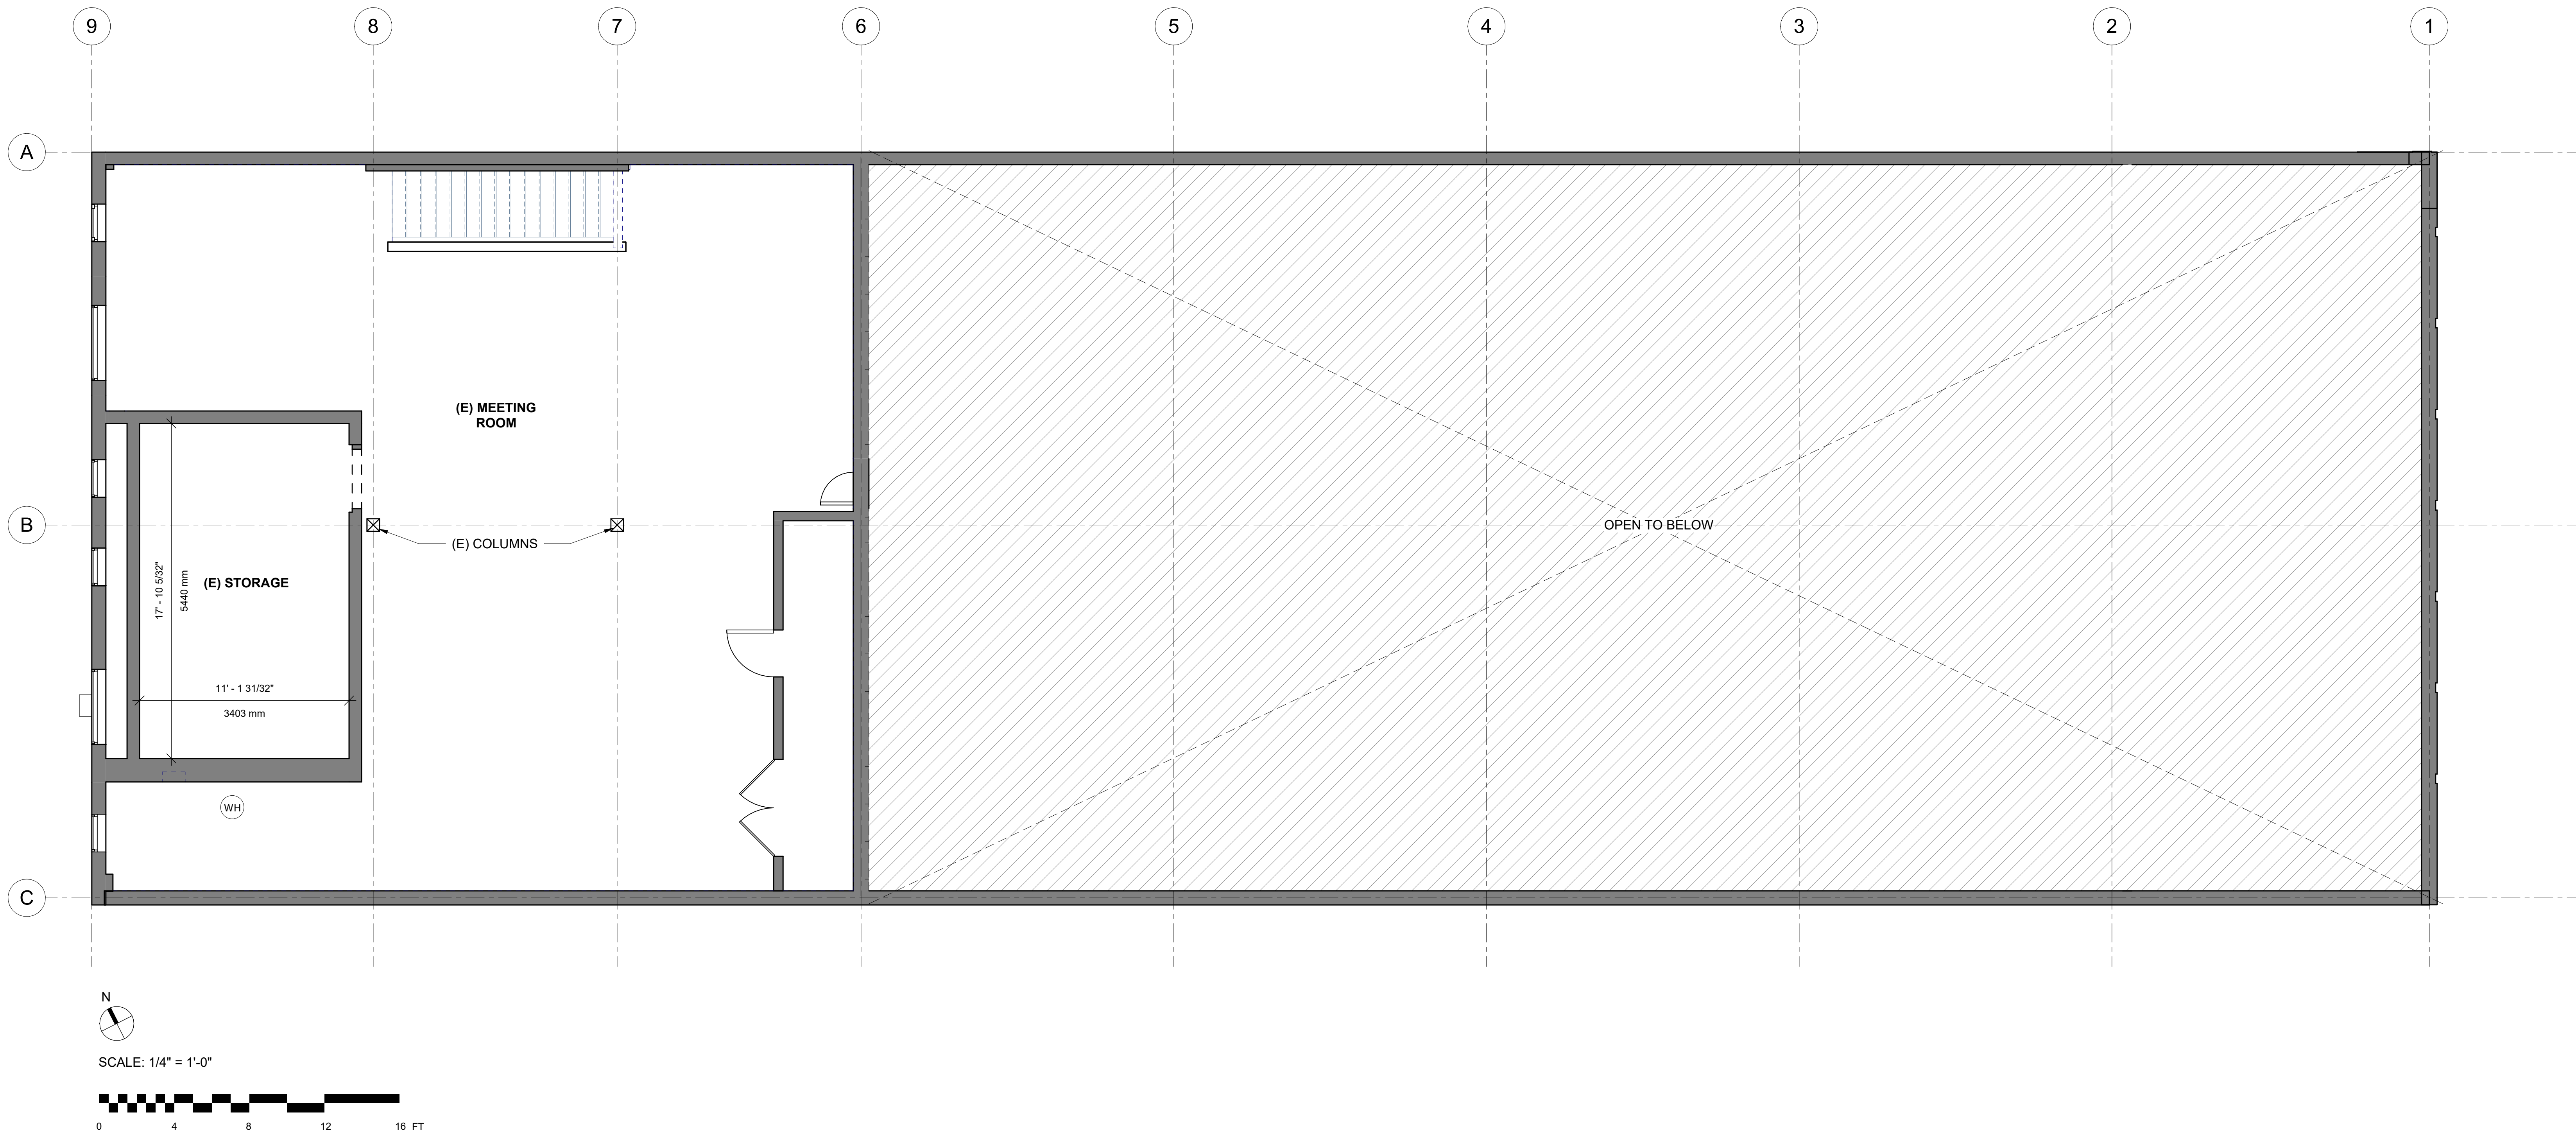 9 8 7 6 5 4 3 2 1
A
(E) MEETING
ROOM
B
OPEN TO BELOW
(E) COLUMNS
(E) STORAGE
17' - 10 5/32"
5440 mm
11' - 1 31/32"
3403 mm
WH
C
N
SCALE: 1/4" = 1'-0"
0 4 8 12 16 FT